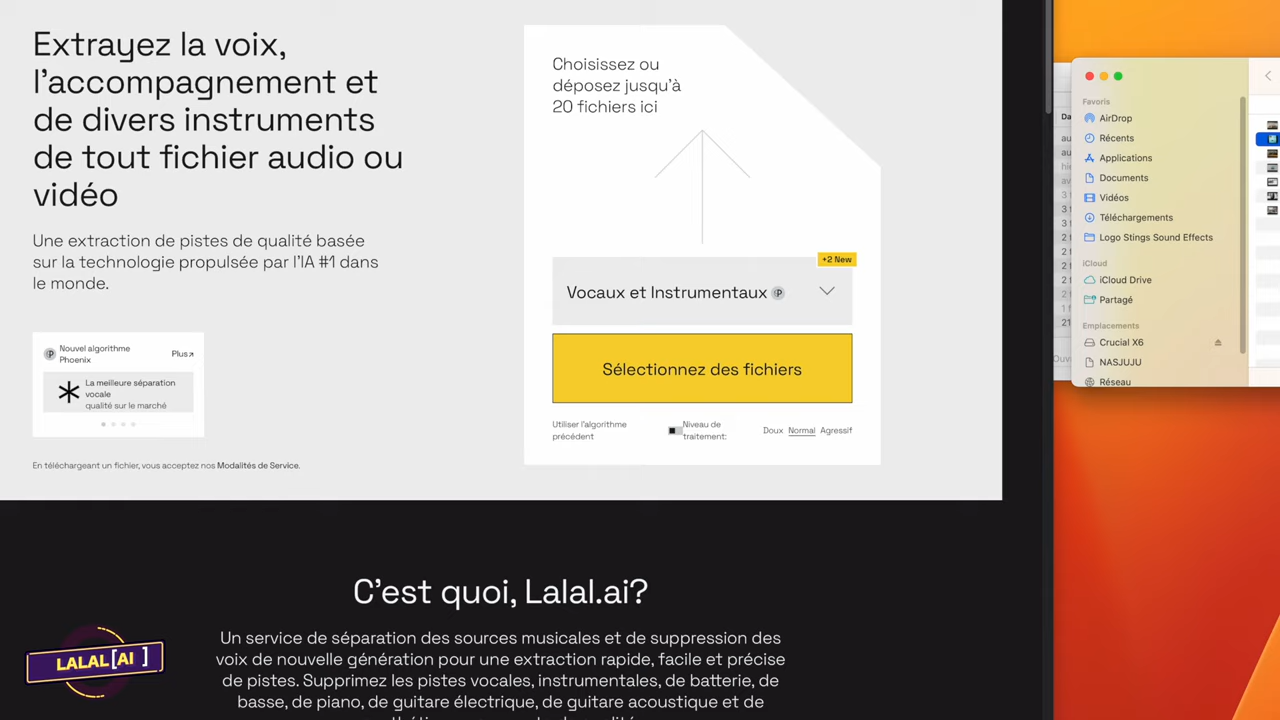 Extrayez la voix,
l'accompagnement et
de divers instruments
de tout fichier audio ou
vidéo
Une extraction de pistes de qualité basée
sur la technologie propulsée par l'IA #1 dans
le monde.
P
Nouvel algorithme
Phoenix
Plus↗
La meilleure séparation
vocale
qualité sur le marché
En téléchargeant un fichier, vous acceptez nos Modalités de Service.
Choisissez ou
déposez jusqu'à
20 fichiers ici
+2 New
Vocaux et Instrumentaux P
Sélectionnez des fichiers
Utiliser l'algorithme
précédent
Niveau de
traitement:
Doux Normal Agressif
C'est quoi, Lalal.ai?
Un service de séparation des sources musicales et de suppression des
voix de nouvelle génération pour une extraction rapide, facile et précise
de pistes. Supprimez les pistes vocales, instrumentales, de batterie, de
basse, de piano, de guitare électrique, de guitare acoustique et de
LALAL[AI ]
Da
Favoris
AirDrop
Récents
Applications
Documents
Vidéos
Téléchargements
Logo Stings Sound Effects
iCloud
iCloud Drive
Partagé
Emplacements
Crucial X6
NASJUJU
Réseau